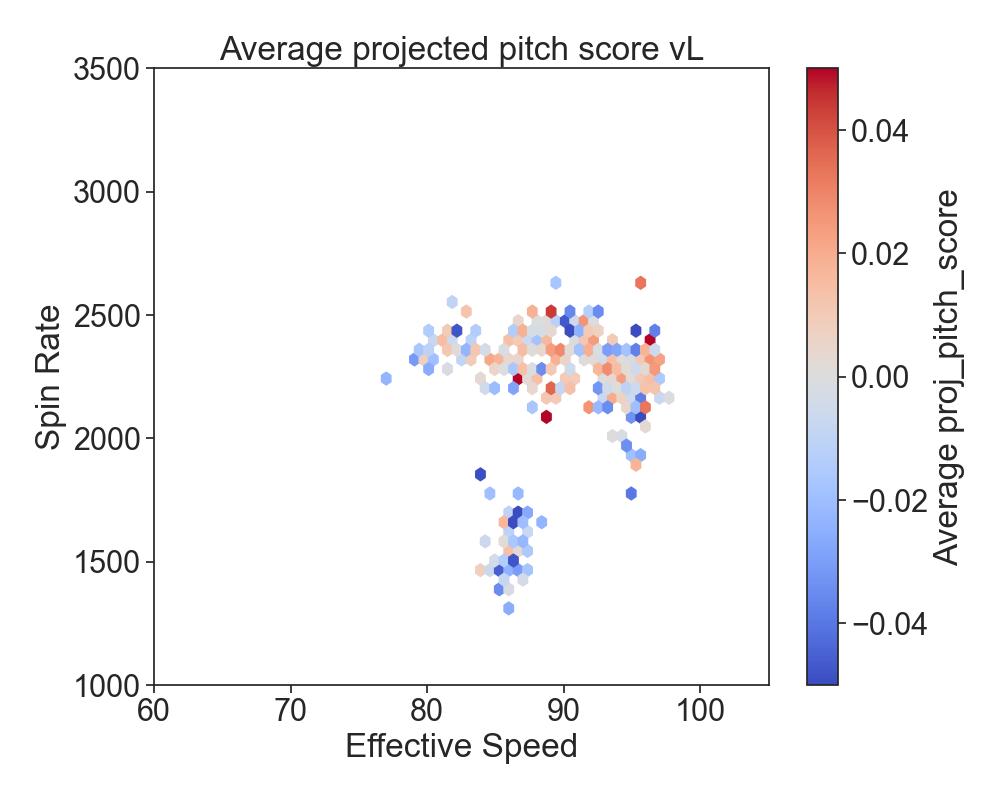 Average projected pitch score vL
3500
3000
2500
2000
1500
1000
Spin Rate
60 70 80 90 100
Effective Speed
0.04
0.02
0.00
−0.02
−0.04
Average proj_pitch_score